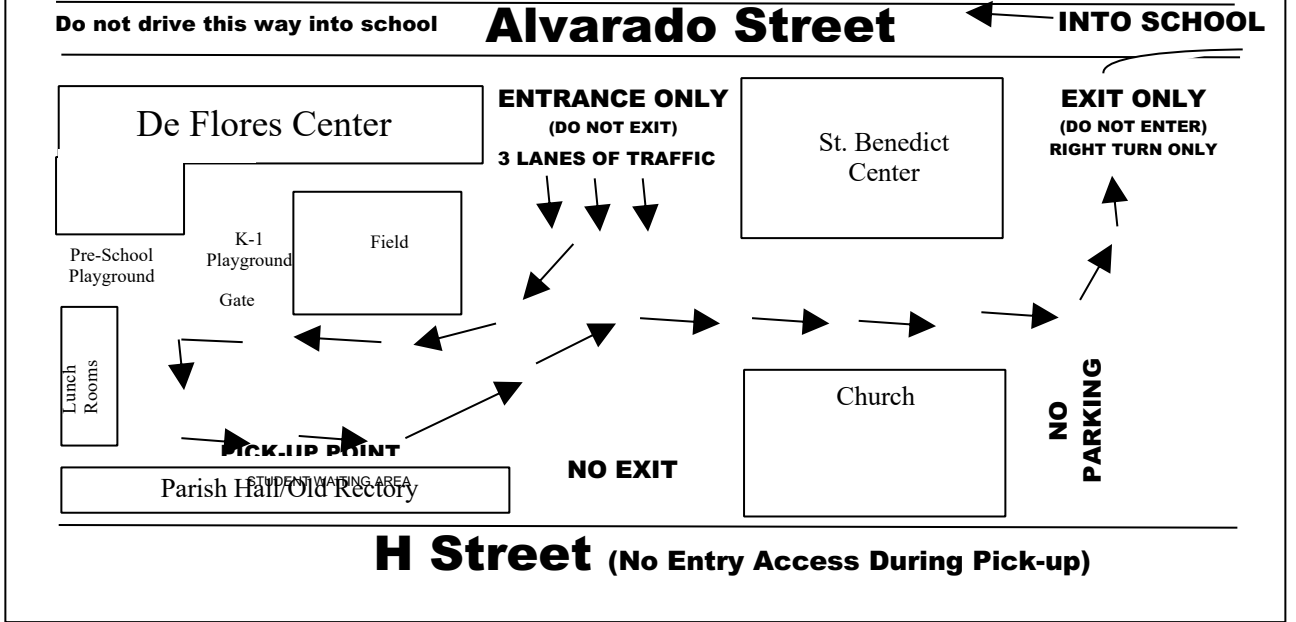 Do not drive this way into school
Alvarado Street
INTO SCHOOL
De Flores Center
ENTRANCE ONLY
(DO NOT EXIT)
3 LANES OF TRAFFIC
St. Benedict
Center
EXIT ONLY
(DO NOT ENTER)
RIGHT TURN ONLY
Pre-School
Playground
K-1
Playground
Gate
Field
Lunch
Rooms
Church
NO
PARKING
PICK-UP POINT
STUDENT WAITING AREA
Parish Hall/Old Rectory
NO EXIT
H Street (No Entry Access During Pick-up)